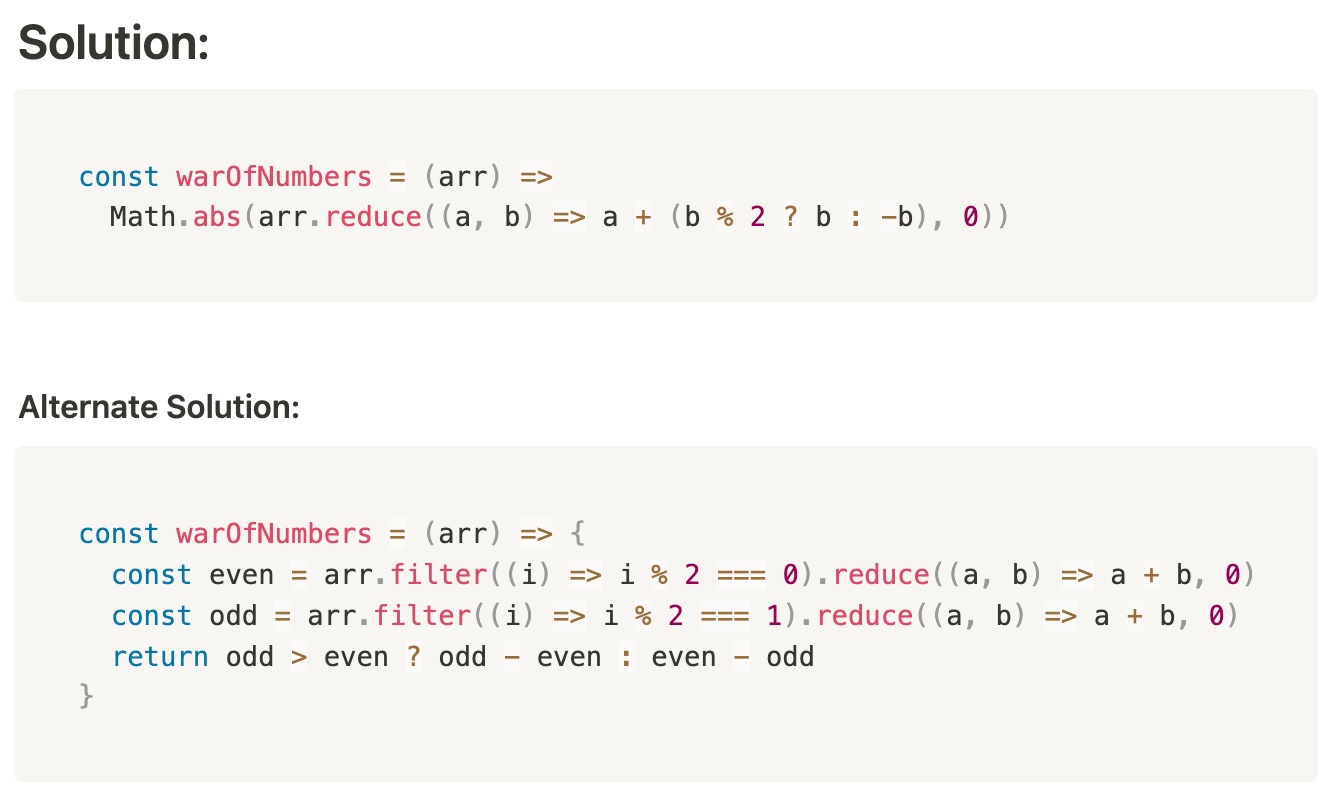 Solution:
const warOfNumbers = (arr) =>
  Math.abs(arr.reduce((a, b) => a + (b % 2 ? b : -b), 0))
Alternate Solution:
const warOfNumbers = (arr) => {
  const even = arr.filter((i) => i % 2 === 0).reduce((a, b) => a + b, 0)
  const odd = arr.filter((i) => i % 2 === 1).reduce((a, b) => a + b, 0)
  return odd > even ? odd - even : even - odd
}